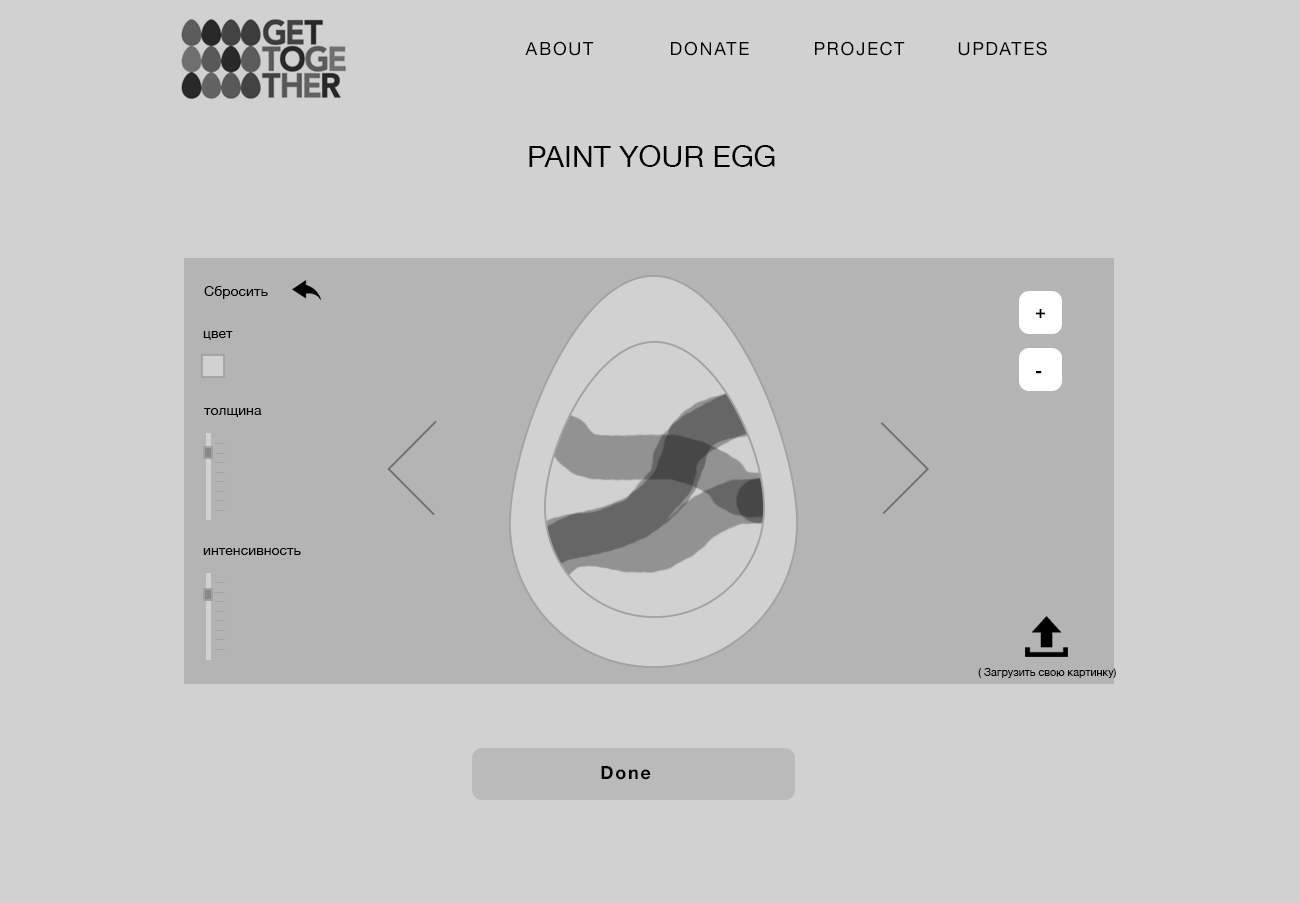 GET
TOGE
THER
ABOUT DONATE PROJECT UPDATES
PAINT YOUR EGG
Сбросить
цвет
толщина
интенсивность
+
-
( Загрузить свою картинку)
Done